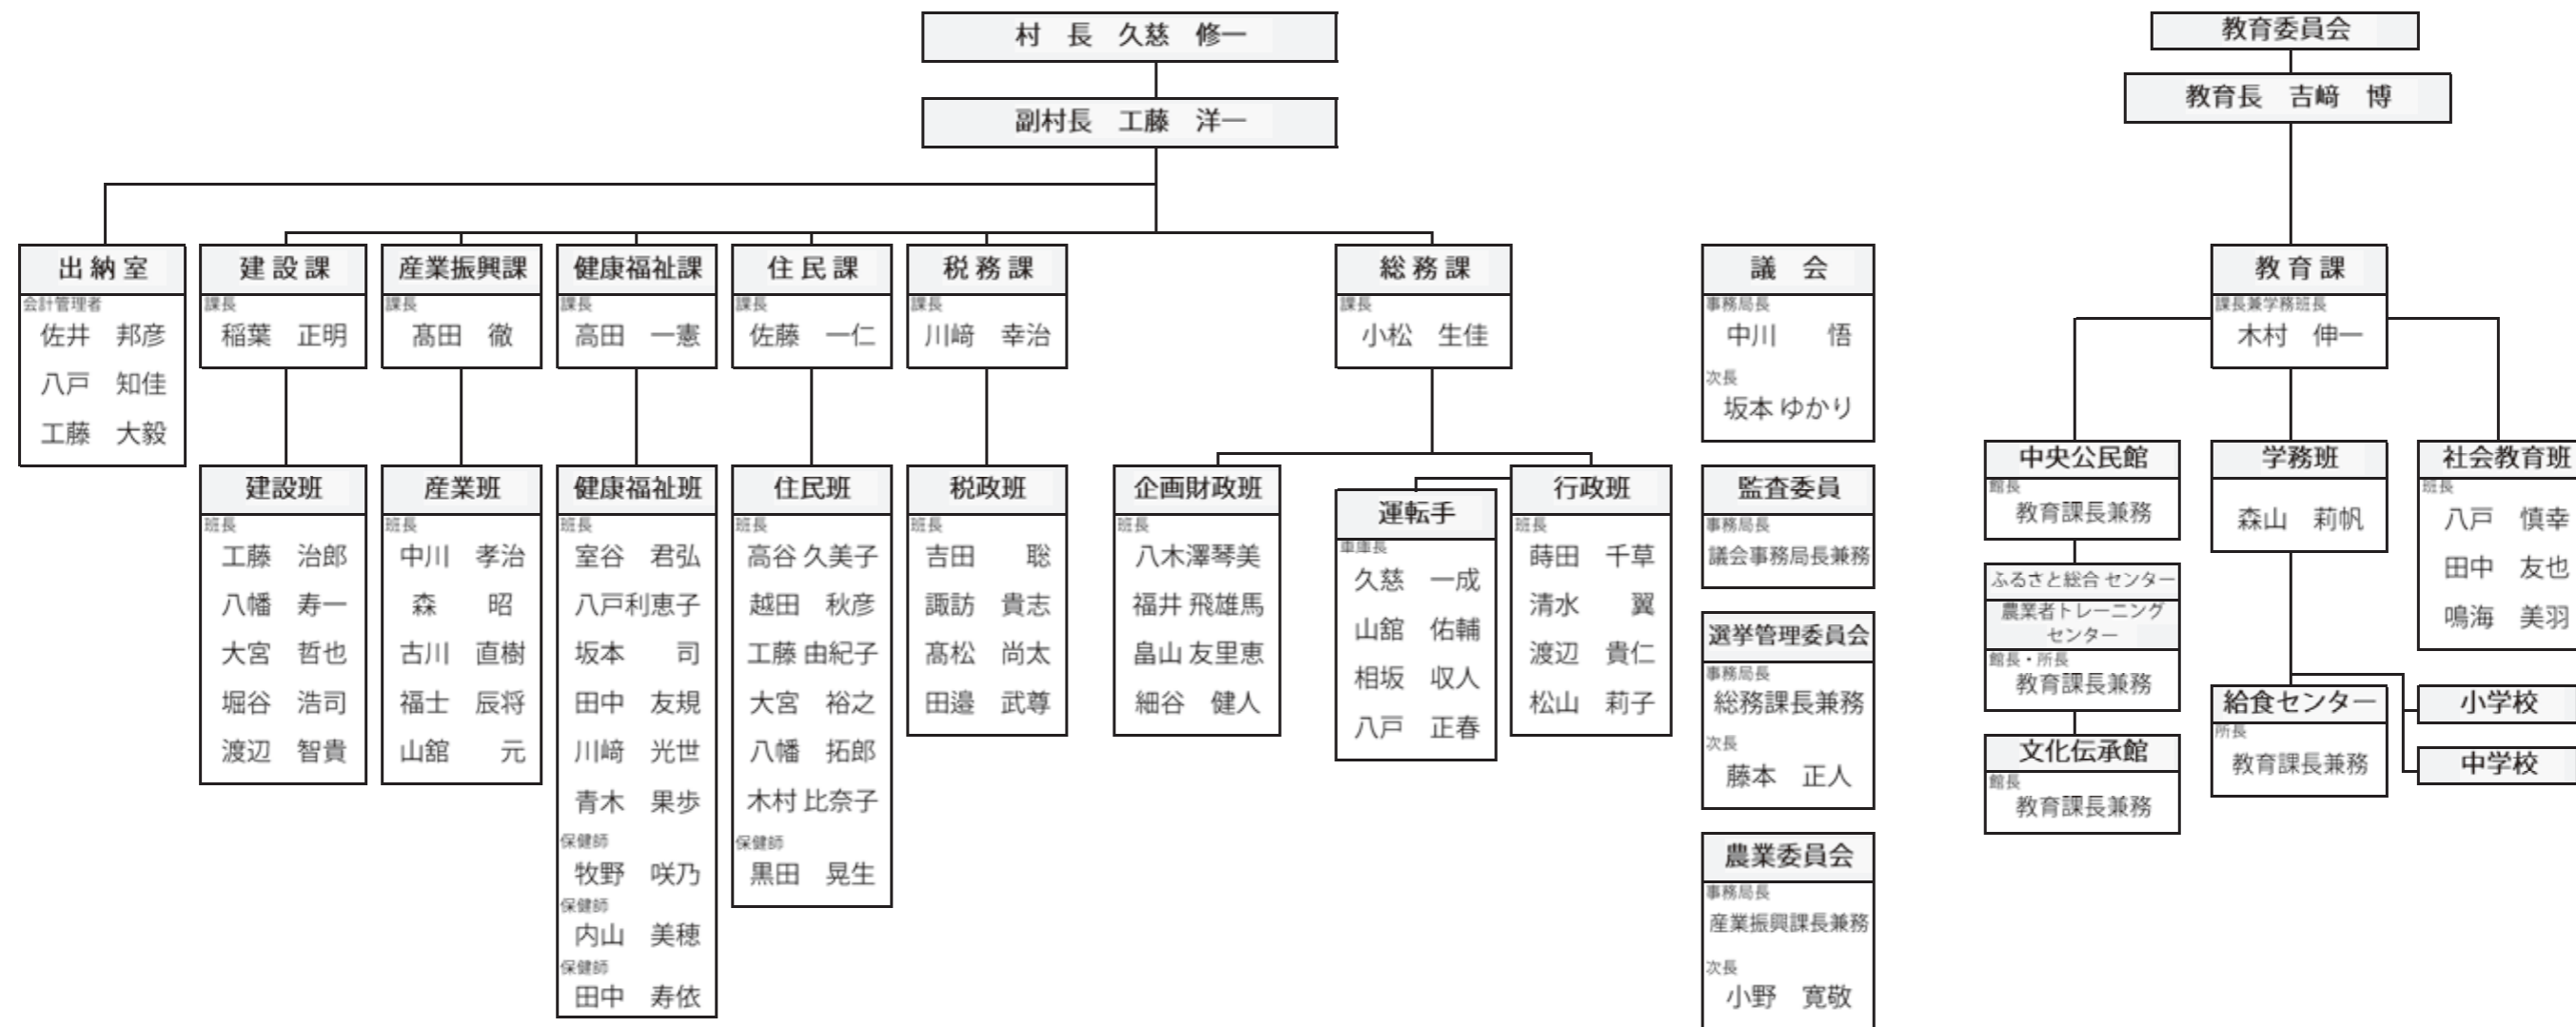 村　長　久慈　修一
副村長　工藤　洋一
出 納 室
会計管理者
佐井　邦彦
八戸　知佳
工藤　大毅
建 設 課
課長
稲葉　正明
建設班
班長
工藤　治郎
八幡　寿一
大宮　哲也
堀谷　浩司
渡辺　智貴
産業振興課
課長
髙田　徹
産業班
班長
中川　孝治
森　　昭
古川　直樹
福士　辰将
山舘　　元
健康福祉課
課長
高田　一憲
健康福祉班
班長
室谷　君弘
八戸利恵子
坂本　　司
田中　友規
川﨑　光世
青木　果歩
保健師
牧野　咲乃
保健師
内山　美穂
保健師
田中　寿依
住 民 課
課長
佐藤　一仁
住民班
班長
高谷 久美子
越田　秋彦
工藤 由紀子
大宮　裕之
八幡　拓郎
木村 比奈子
保健師
黒田　晃生
税 務 課
課長
川﨑　幸治
税政班
班長
吉田　　聡
諏訪　貴志
髙松　尚太
田邉　武尊
総 務 課
課長
小松　生佳
企画財政班
班長
八木澤琴美
福井 飛雄馬
畠山 友里恵
細谷　健人
運転手
車庫長
久慈　一成
山舘　佑輔
相坂　収人
八戸　正春
行政班
班長
蒔田　千草
清水　　翼
渡辺　貴仁
松山　莉子
議　会
事務局長
中川　　悟
次長
坂本 ゆかり
監査委員
事務局長
議会事務局長兼務
選挙管理委員会
事務局長
総務課長兼務
次長
藤本　正人
農業委員会
事務局長
産業振興課長兼務
次長
小野　寛敬
教育委員会
教育長　吉﨑　博
教 育 課
課長兼学務班長
木村　伸一
中央公民館
館長
教育課長兼務
ふるさと総合 センター
農業者トレーニング
センター
館長・所長
教育課長兼務
文化伝承館
館長
教育課長兼務
学務班
森山　莉帆
給食センター
所長
教育課長兼務
社会教育班
班長
八戸　慎幸
田中　友也
鳴海　美羽
小学校
中学校